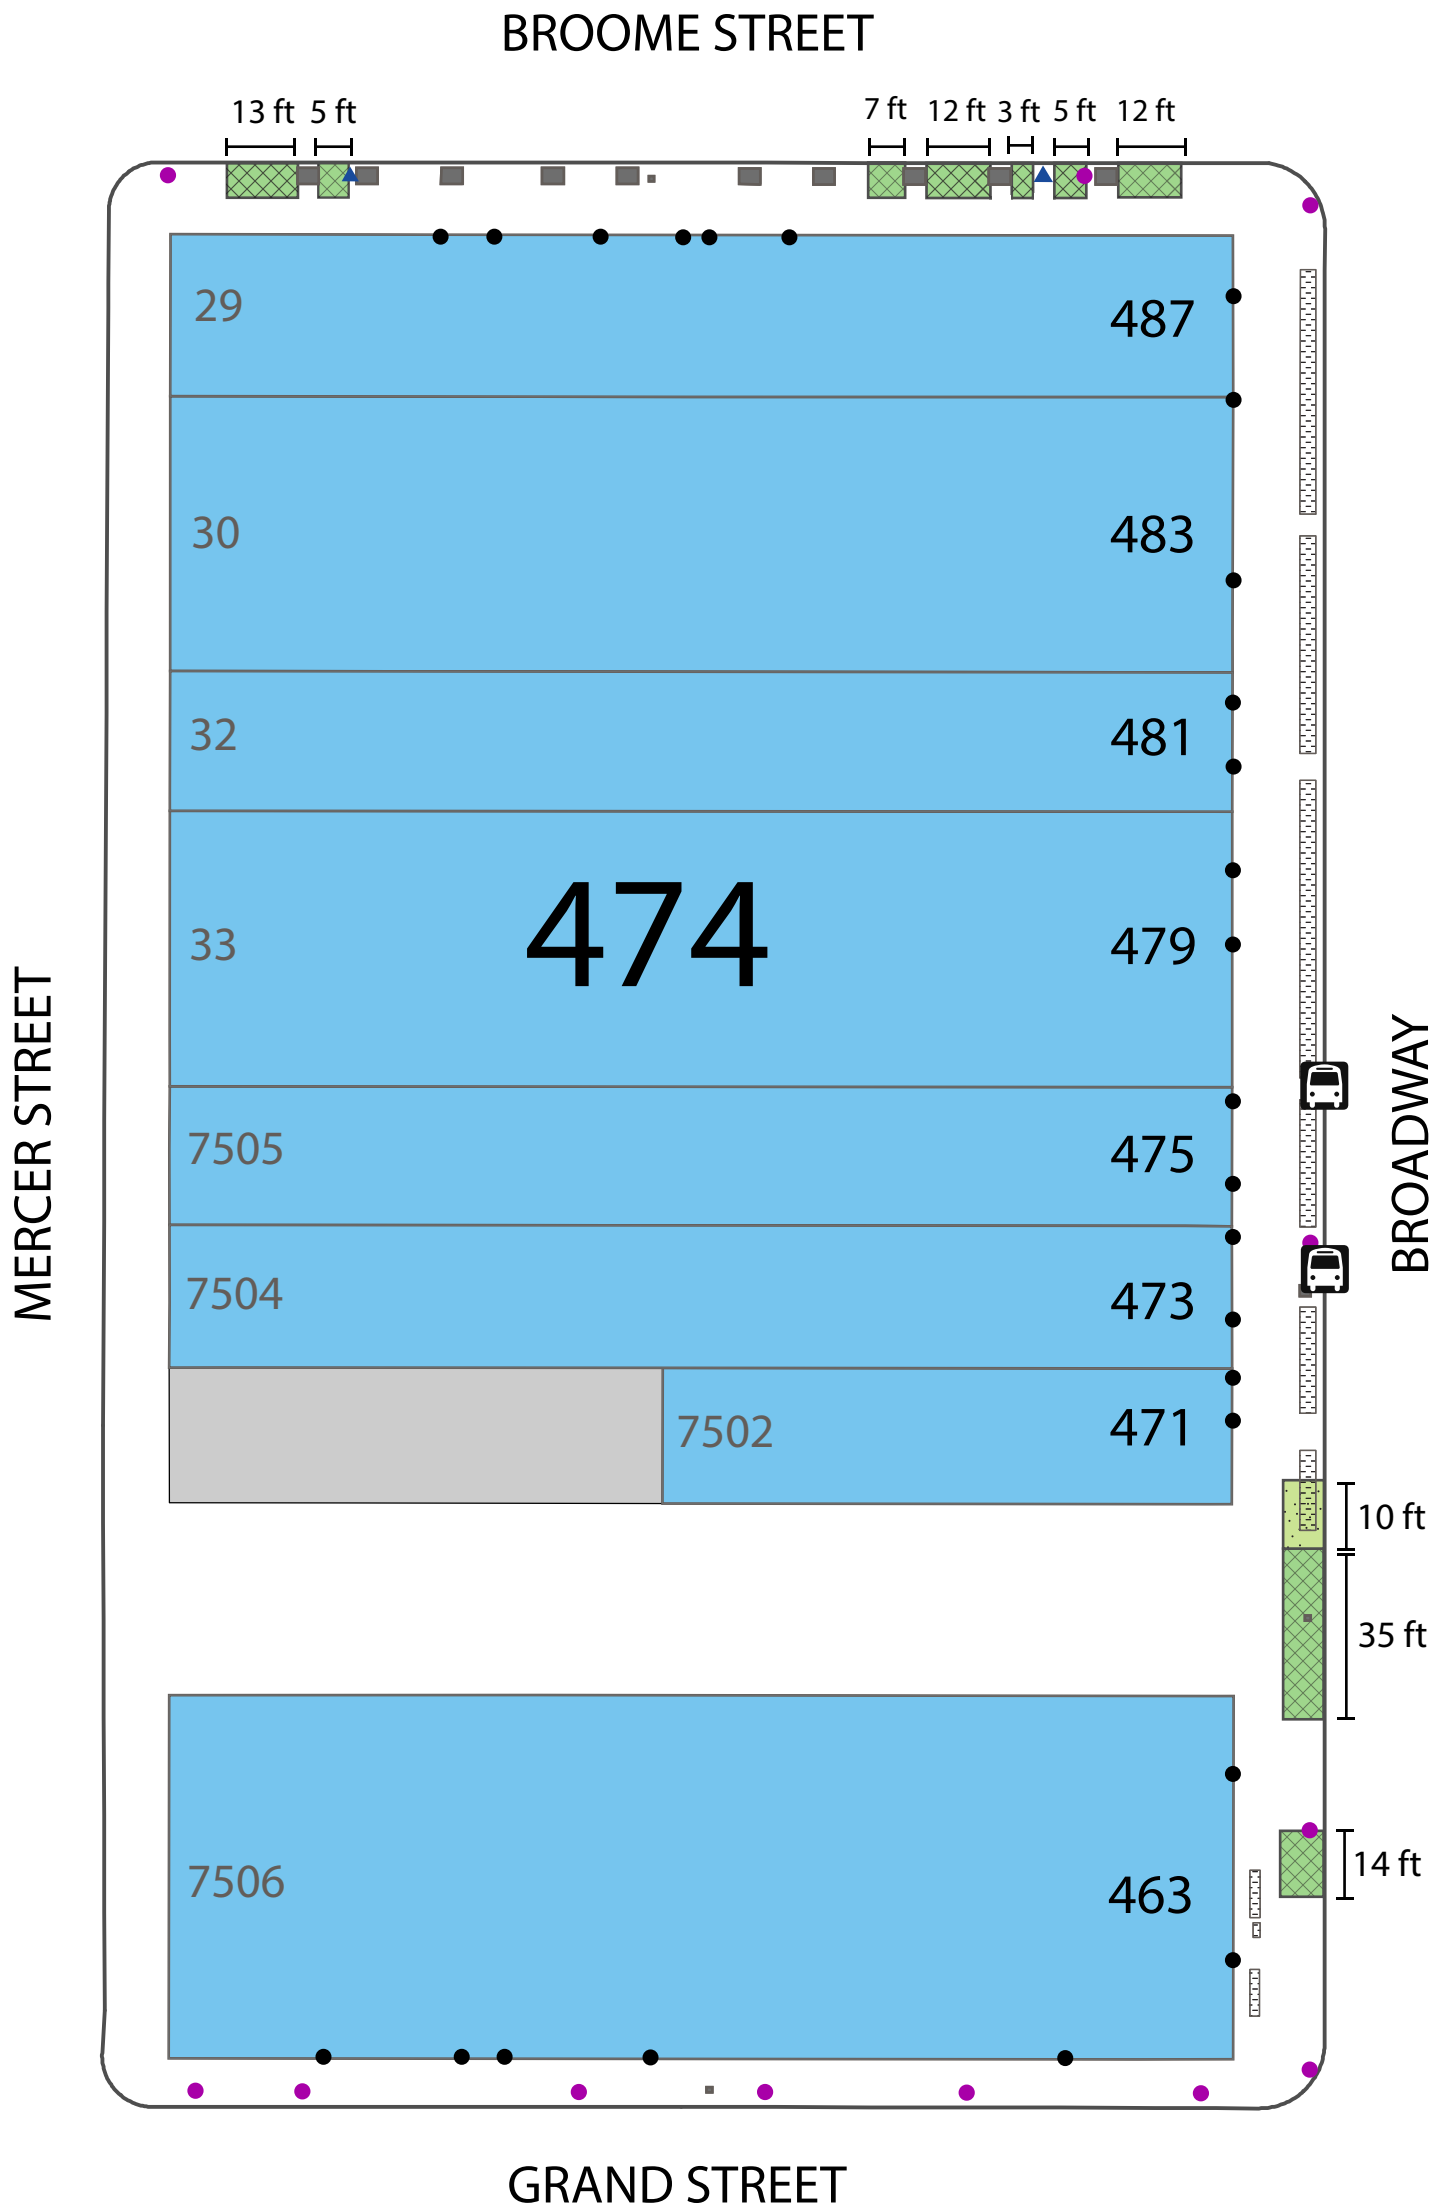 BROOME STREET
13 ft 5 ft 7 ft 12 ft 3 ft 5 ft 12 ft
29 487
30 483
32 481
33 474 479
MERCER STREET
BROADWAY
7505 475
7504 473
7502 471
10 ft
35 ft
14 ft
7506 463
GRAND STREET